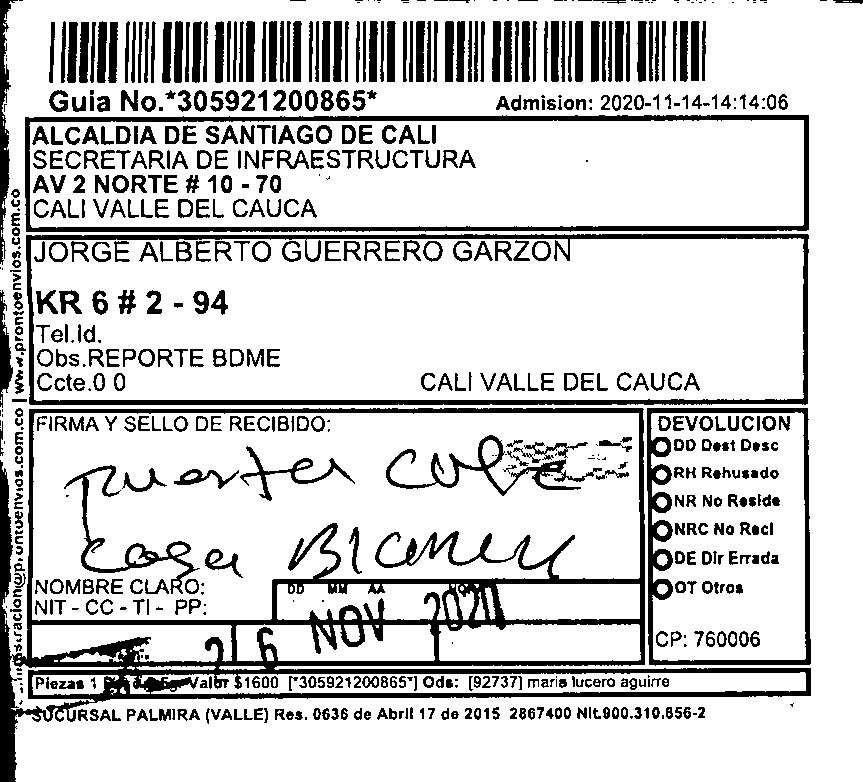 Guia No.*305921200865*
Admision: 2020-11-14-14:14:06
ALCALDIA DE SANTIAGO DE CALI
SECRETARIA DE INFRAESTRUCTURA
AV 2 NORTE # 10 - 70
CALI VALLE DEL CAUCA
JORGE ALBERTO GUERRERO GARZON
KR 6 # 2 - 94
Tel.Id.
Obs.REPORTE BDME
Ccte.0 0
CALI VALLE DEL CAUCA
www.prontoenvios.com.co
FIRMA Y SELLO DE RECIBIDO:
puerta
casa Blanca
NOMBRE CLARO:
NIT - CC - TI - PP:
DD MM AA
26 NOV 2020
DEVOLUCION
DD Dest Desc
RH Rehusado
NR No Reside
NRC No Recl
DE Dir Errada
OT Otros
CP: 760006
Piezas 1 Valor $1600 [*305921200865*] Ods: [92737] maria lucero aguirre
SUCURSAL PALMIRA (VALLE) Res. 0636 de Abril 17 de 2015 2867400 Nit.900.310.856-2